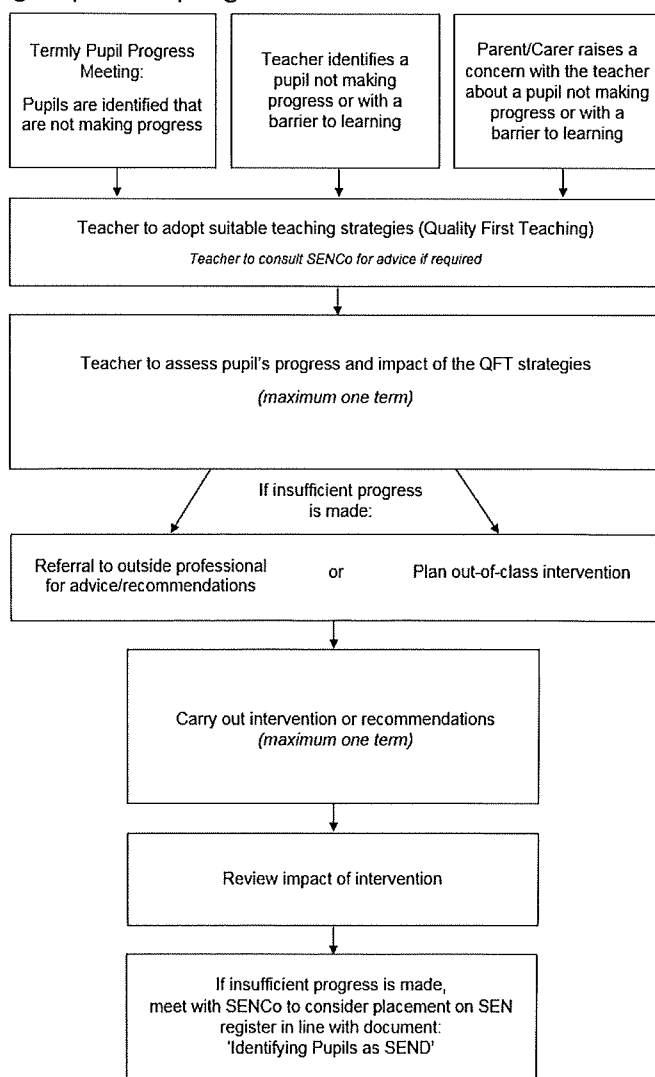 Termly Pupil Progress
Meeting:
Pupils are identified that
are not making progress
Teacher identifies a
pupil not making
progress or with a
barrier to learning
Parent/Carer raises a
concern with the teacher
about a pupil not making
progress or with a
barrier to learning
Teacher to adopt suitable teaching strategies (Quality First Teaching)
Teacher to consult SENCo for advice if required
Teacher to assess pupil's progress and impact of the QFT strategies
(maximum one term)
If insufficient progress
is made:
Referral to outside professional
for advice/recommendations
or
Plan out-of-class intervention
Carry out intervention or recommendations
(maximum one term)
Review impact of intervention
If insufficient progress is made,
meet with SENCo to consider placement on SEN
register in line with document:
'Identifying Pupils as SEND'